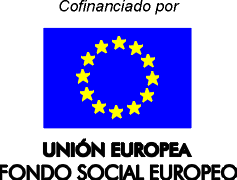 Cofinanciado por
UNIÓN EUROPEA
FONDO SOCIAL EUROPEO